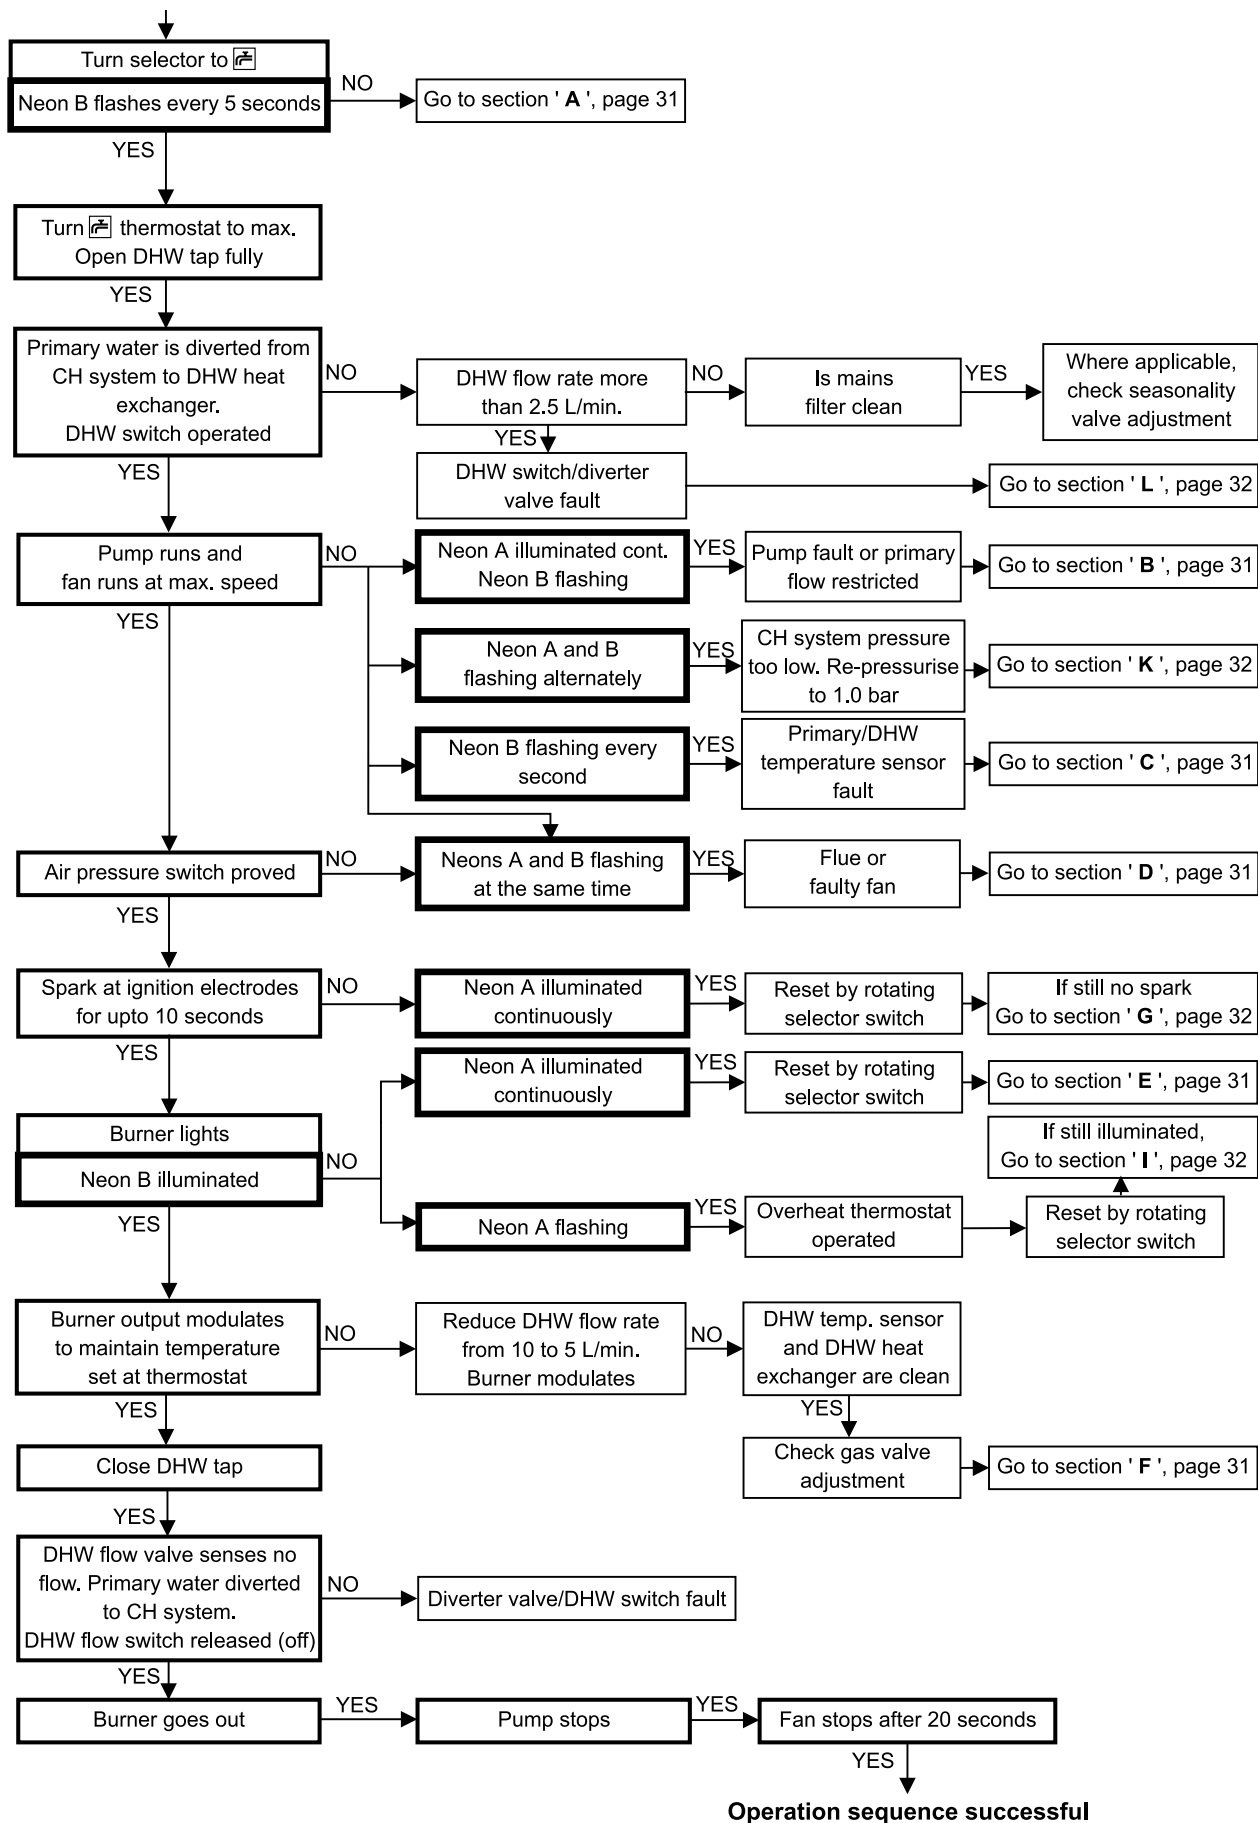 Turn selector to
Neon B flashes every 5 seconds
NO
Go to section ' A ', page 31
YES
Turn thermostat to max.
Open DHW tap fully
YES
Primary water is diverted from
CH system to DHW heat
exchanger.
DHW switch operated
NO
DHW flow rate more
than 2.5 L/min.
NO
Is mains
filter clean
YES
Where applicable,
check seasonality
valve adjustment
YES
DHW switch/diverter
valve fault
Go to section ' L ', page 32
YES
Pump runs and
fan runs at max. speed
NO
Neon A illuminated cont.
Neon B flashing
YES
Pump fault or primary
flow restricted
Go to section ' B ', page 31
Neon A and B
flashing alternately
YES
CH system pressure
too low. Re-pressurise
to 1.0 bar
Go to section ' K ', page 32
Neon B flashing every
second
YES
Primary/DHW
temperature sensor
fault
Go to section ' C ', page 31
YES
Air pressure switch proved
NO
Neons A and B flashing
at the same time
YES
Flue or
faulty fan
Go to section ' D ', page 31
YES
Spark at ignition electrodes
for upto 10 seconds
NO
Neon A illuminated
continuously
YES
Reset by rotating
selector switch
If still no spark
Go to section ' G ', page 32
YES
Burner lights
Neon B illuminated
NO
Neon A illuminated
continuously
YES
Reset by rotating
selector switch
Go to section ' E ', page 31
Neon A flashing
YES
Overheat thermostat
operated
Reset by rotating
selector switch
If still illuminated,
Go to section ' I ', page 32
YES
Burner output modulates
to maintain temperature
set at thermostat
NO
Reduce DHW flow rate
from 10 to 5 L/min.
Burner modulates
NO
DHW temp. sensor
and DHW heat
exchanger are clean
YES
Check gas valve
adjustment
Go to section ' F ', page 31
YES
Close DHW tap
YES
DHW flow valve senses no
flow. Primary water diverted
to CH system.
DHW flow switch released (off)
NO
Diverter valve/DHW switch fault
YES
Burner goes out
YES
Pump stops
YES
Fan stops after 20 seconds
YES
Operation sequence successful